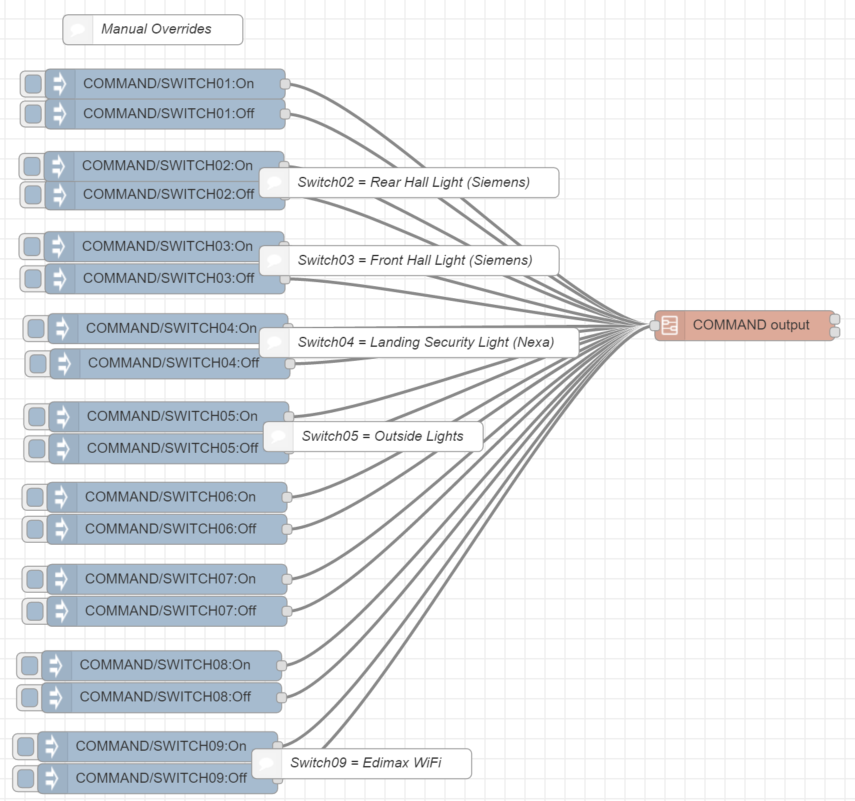 Manual Overrides
COMMAND/SWITCH01:On
COMMAND/SWITCH01:Off
COMMAND/SWITCH02:On
Switch02 = Rear Hall Light (Siemens)
COMMAND/SWITCH02:Off
COMMAND/SWITCH03:On
Switch03 = Front Hall Light (Siemens)
COMMAND/SWITCH03:Off
COMMAND/SWITCH04:On
COMMAND output
Switch04 = Landing Security Light (Nexa)
COMMAND/SWITCH04:Off
COMMAND/SWITCH05:On
Switch05 = Outside Lights
COMMAND/SWITCH05:Off
COMMAND/SWITCH06:On
COMMAND/SWITCH06:Off
COMMAND/SWITCH07:On
COMMAND/SWITCH07:Off
COMMAND/SWITCH08:On
COMMAND/SWITCH08:Off
COMMAND/SWITCH09:On
Switch09 = Edimax WiFi
COMMAND/SWITCH09:Off